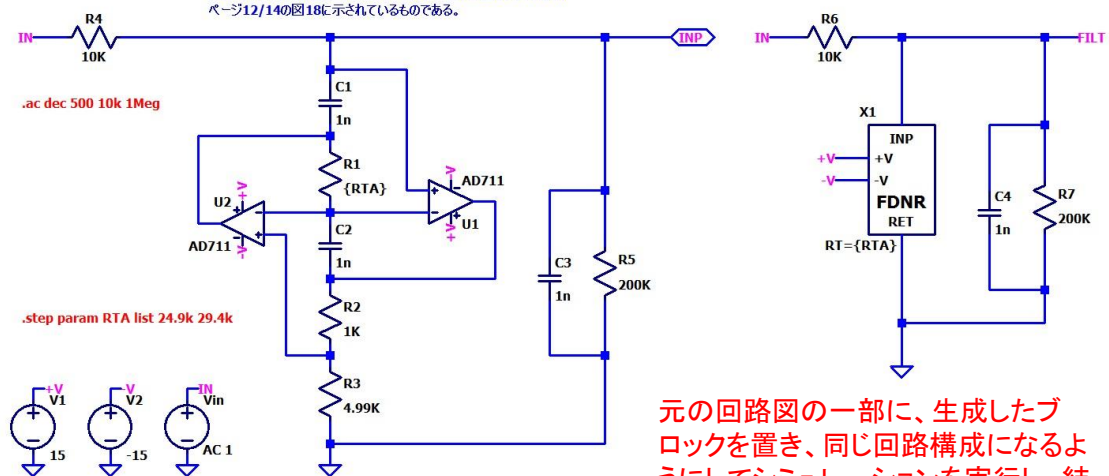 ページ12/14の図18に示されているものである。
IN
R4
10K
INP
.ac dec 500 10k 1Meg
C1
1n
R1
{RTA}
U2
+V
AD711
-V
-V
AD711
U1
+V
C2
1n
R2
1K
R3
4.99K
C3
1n
R5
200K
.step param RTA list 24.9k 29.4k
+V
V1
15
-V
V2
-15
IN
Vin
AC 1
IN
R6
10K
FILT
X1
INP
+V
+V
-V
-V
FDNR
RET
RT={RTA}
C4
1n
R7
200K
元の回路図の一部に、生成したブ
ロックを置き、同じ回路構成になるよ